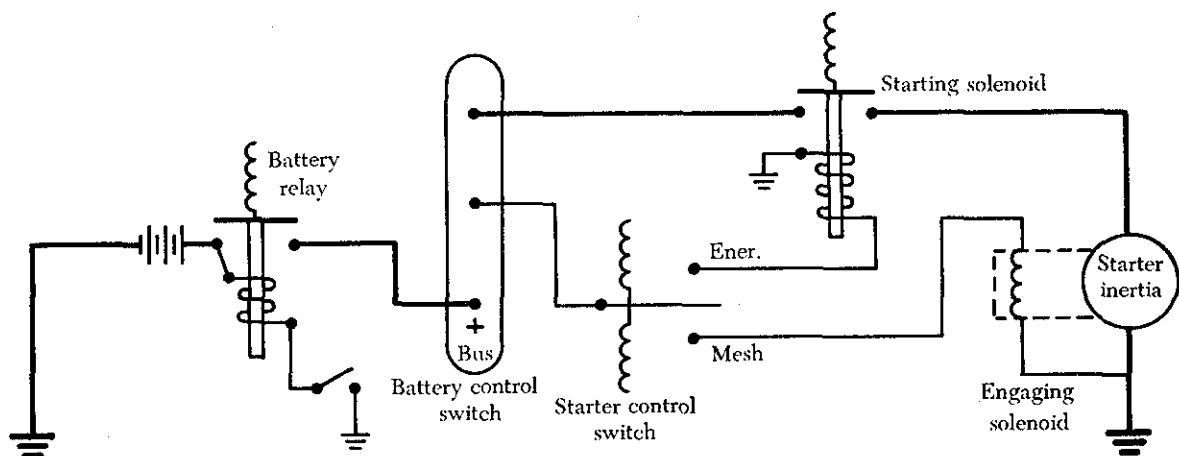 Starting solenoid
Battery
relay
Ener.
Starter
inertia
+
Bus
Mesh
Battery control
switch
Starter control
switch
Engaging
solenoid